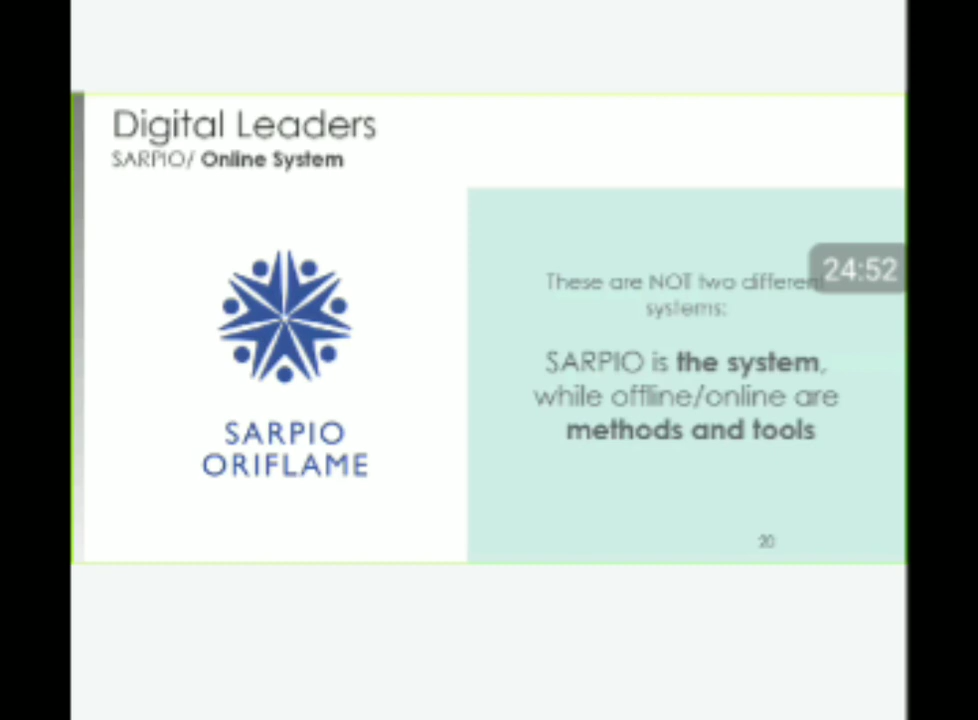 Digital Leaders
SARPIO/ Online System
SARPIO
ORIFLAME
These are NOT two different
systems:
SARPIO is the system,
while offline/online are
methods and tools
24:52
20